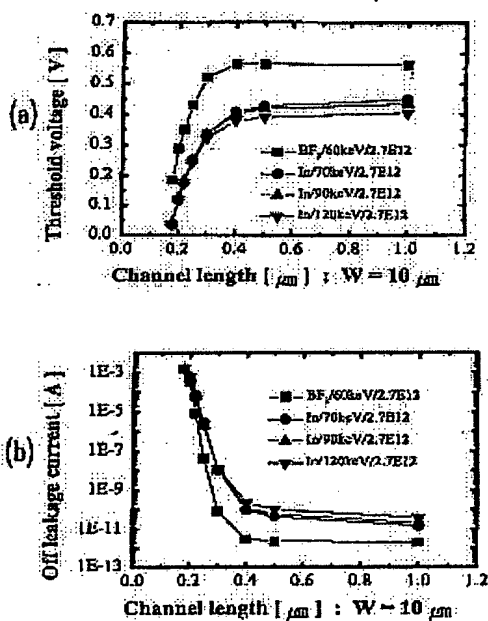 (a)
Threshold voltage [ V ]
0.7
0.6
0.5
0.4
0.3
0.2
0.1
0.0
BF₂/60keV/2.7E12
In/70keV/2.7E12
In/90keV/2.7E12
In/120keV/2.7E12
0.0 0.2 0.4 0.6 0.8 1.0 1.2
Channel length [ μm ] : W = 10 μm
(b)
Off leakage current [ A ]
1E-3
1E-5
1E-7
1E-9
1E-11
1E-13
BF₂/60keV/2.7E12
In/70keV/2.7E12
In/90keV/2.7E12
In/120keV/2.7E12
0.0 0.2 0.4 0.6 0.8 1.0 1.2
Channel length [ μm ] : W = 10 μm